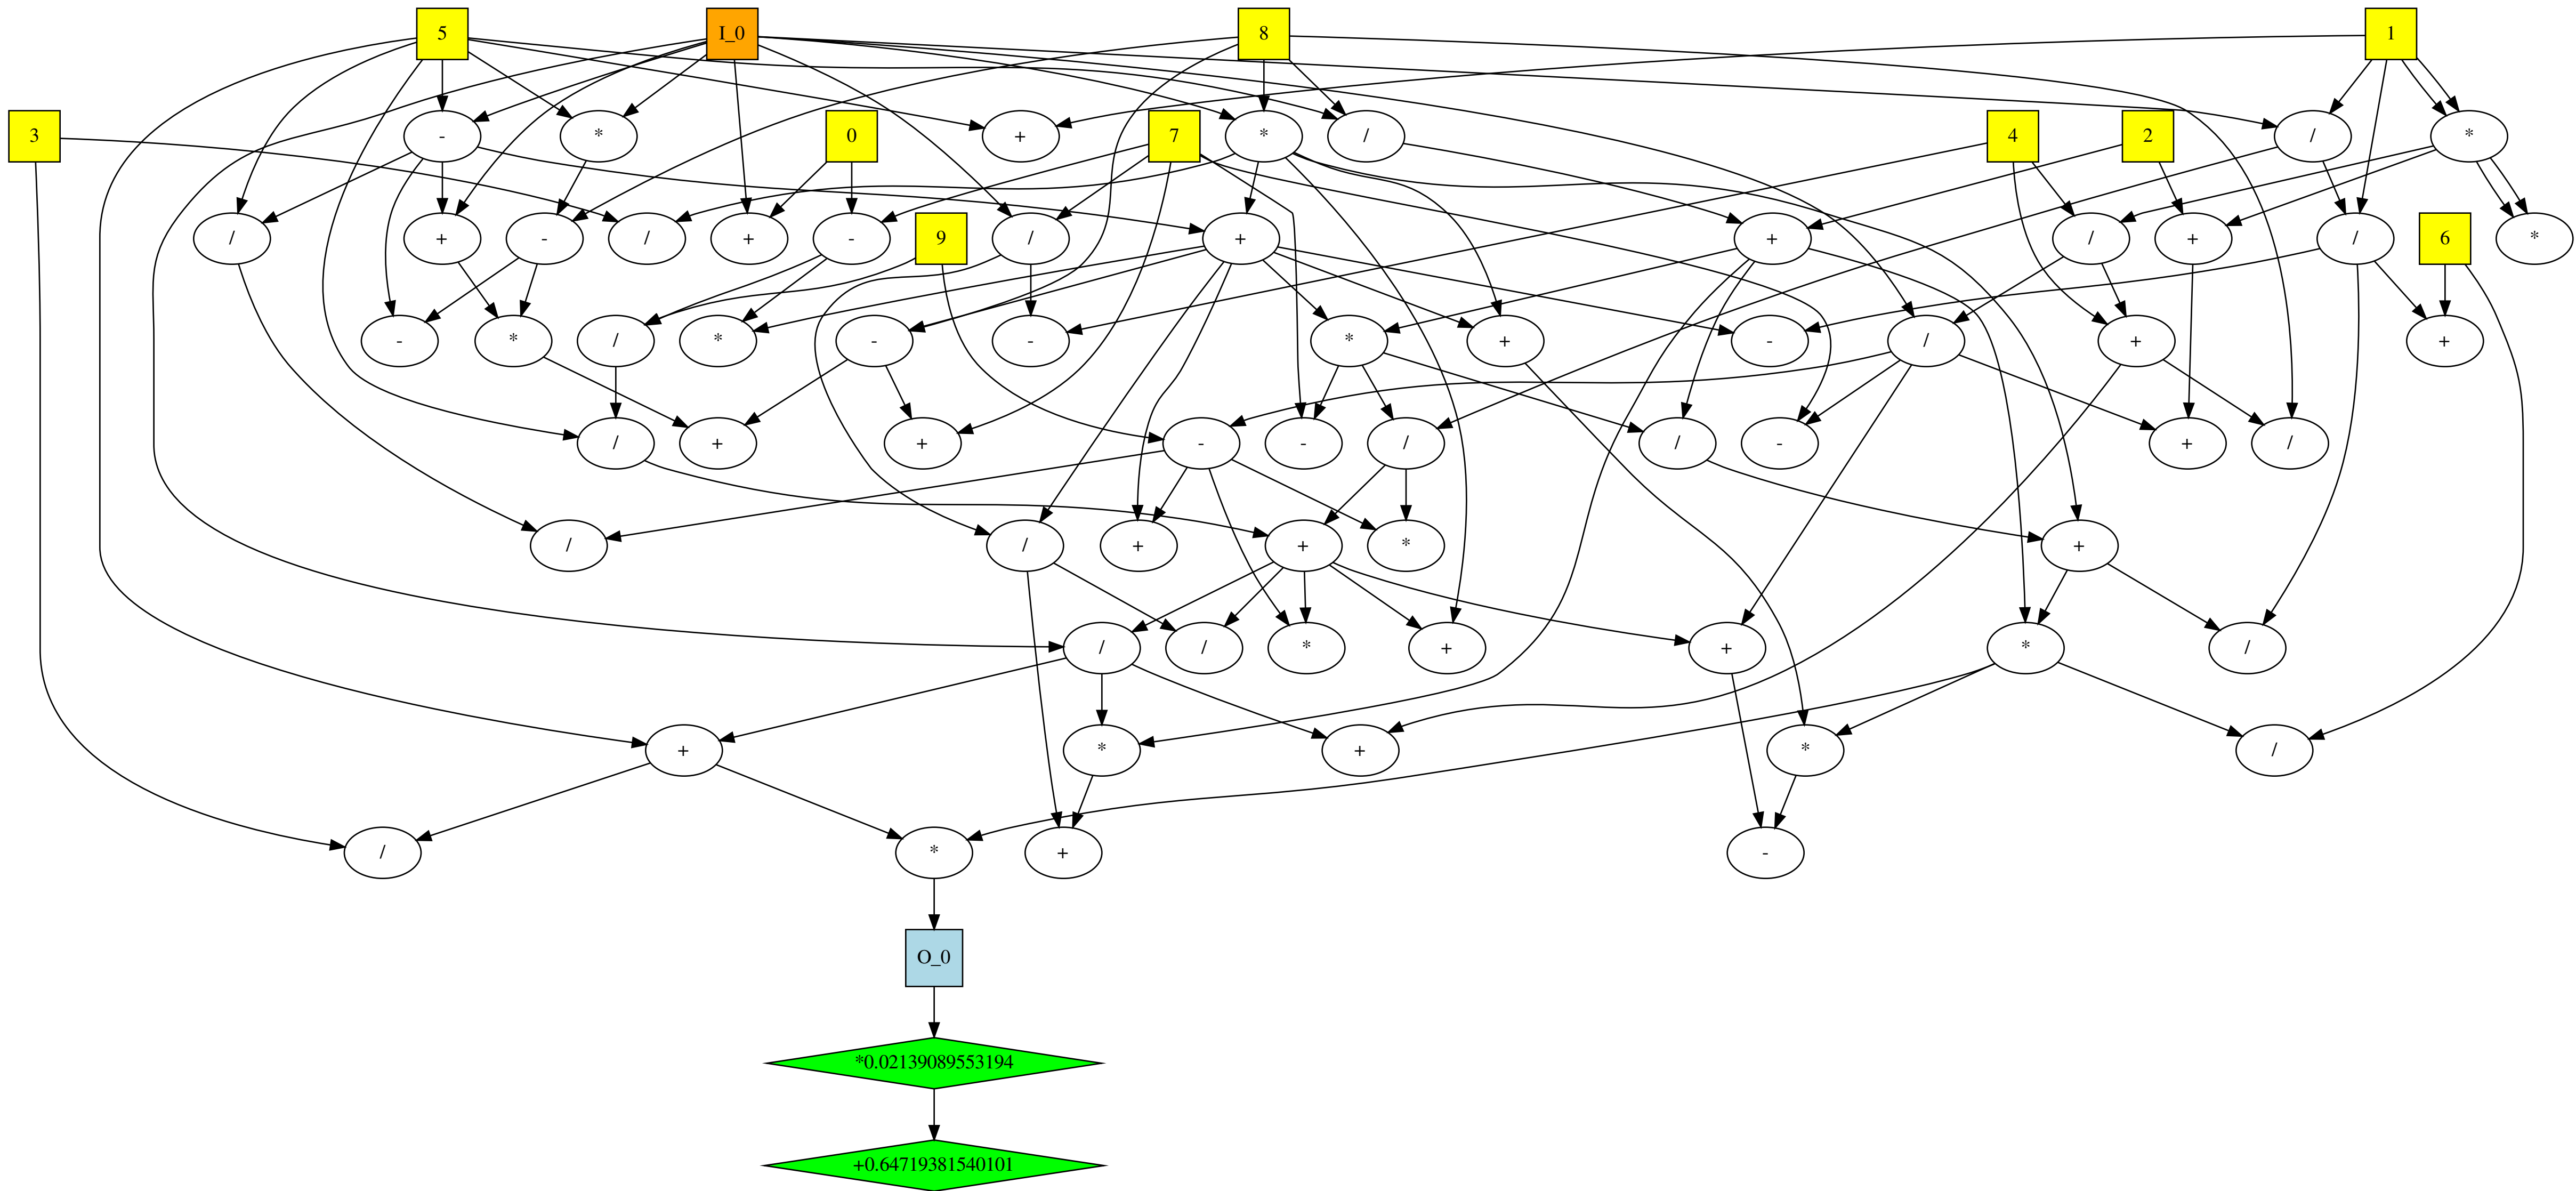 5 I_0 8 1
3 - * 0 + 7 * / 4 2 / *
/ + - / + - 9 / + + / + / 6 *
- * / * - - * + - / + +
/ + + - - / / - + /
/ / + + * +
/ / * + + * /
+ * + * /
/ * + -
O_0
*0.02139089553194
+0.64719381540101